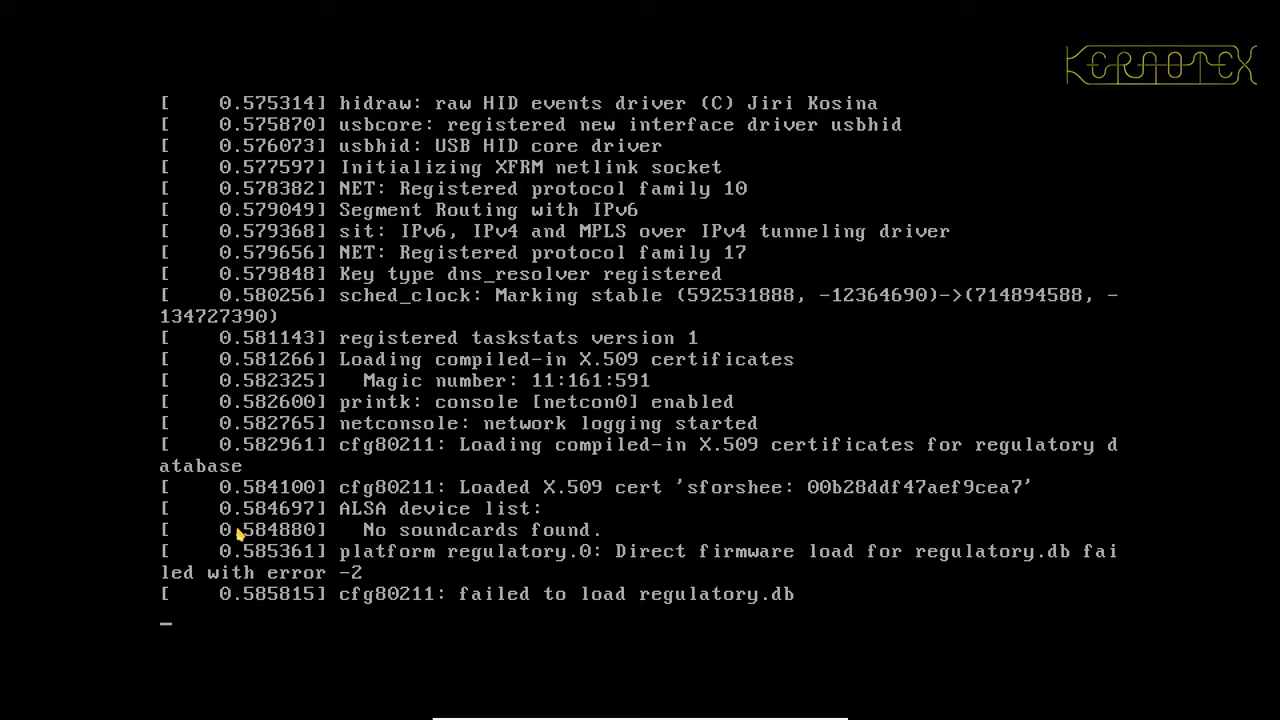 KERNOTEX
[    0.575314] hidraw: raw HID events driver (C) Jiri Kosina
[    0.575870] usbcore: registered new interface driver usbhid
[    0.576073] usbhid: USB HID core driver
[    0.577597] Initializing XFRM netlink socket
[    0.578382] NET: Registered protocol family 10
[    0.579049] Segment Routing with IPv6
[    0.579368] sit: IPv6, IPv4 and MPLS over IPv4 tunneling driver
[    0.579656] NET: Registered protocol family 17
[    0.579848] Key type dns_resolver registered
[    0.580256] sched_clock: Marking stable (592531888, -12364690)->(714894588, -
134727390)
[    0.581143] registered taskstats version 1
[    0.581266] Loading compiled-in X.509 certificates
[    0.582325]   Magic number: 11:161:591
[    0.582600] printk: console [netcon0] enabled
[    0.582765] netconsole: network logging started
[    0.582961] cfg80211: Loading compiled-in X.509 certificates for regulatory d
atabase
[    0.584100] cfg80211: Loaded X.509 cert 'sforshee: 00b28ddf47aef9cea7'
[    0.584697] ALSA device list:
[    0.584880]   No soundcards found.
[    0.585361] platform regulatory.0: Direct firmware load for regulatory.db fai
led with error -2
[    0.585815] cfg80211: failed to load regulatory.db
_